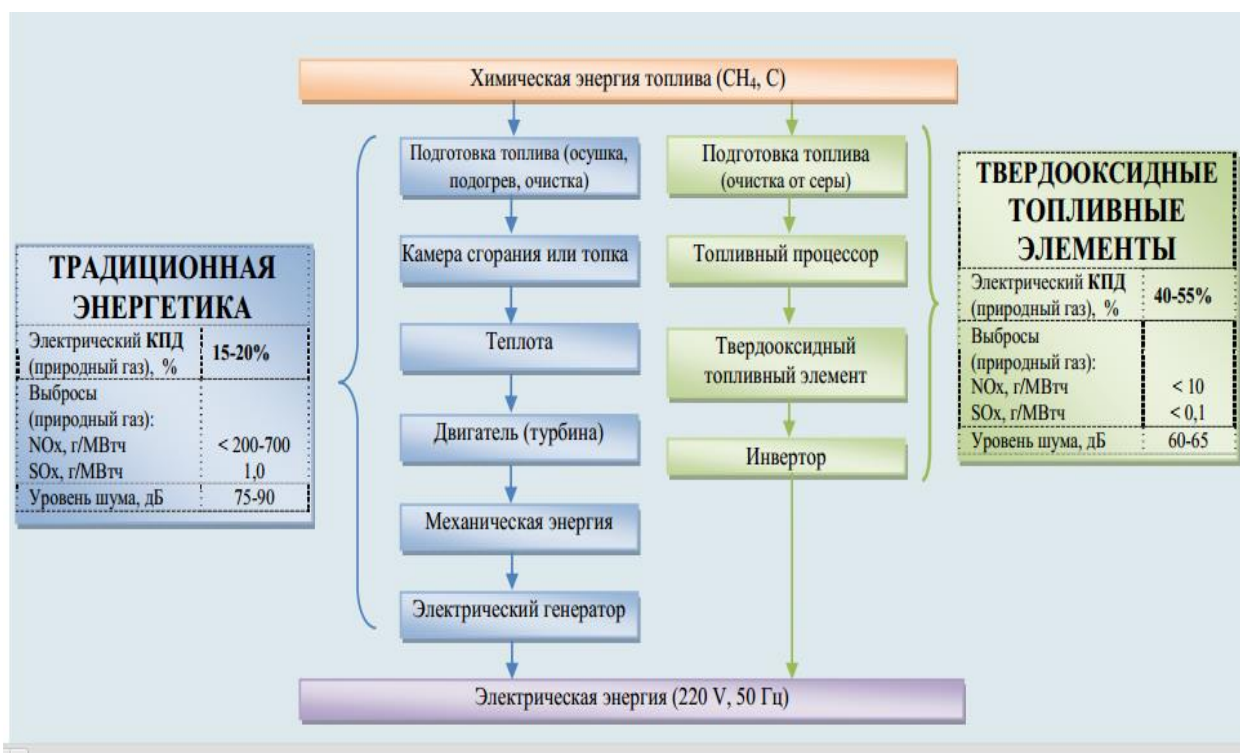 Химическая энергия топлива (CH₄, C)
Подготовка топлива (осушка,
подогрев, очистка)
Камера сгорания или топка
Теплота
Двигатель (турбина)
Механическая энергия
Электрический генератор
Подготовка топлива
(очистка от серы)
Топливный процессор
Твердооксидный
топливный элемент
Инвертор
Электрическая энергия (220 V, 50 Гц)
ТРАДИЦИОННАЯ
ЭНЕРГЕТИКА
Электрический КПД
(природный газ), % 15-20%
Выбросы
(природный газ):
NOx, г/МВтч < 200-700
SOx, г/МВтч 1,0
Уровень шума, дБ 75-90
ТВЕРДООКСИДНЫЕ
ТОПЛИВНЫЕ
ЭЛЕМЕНТЫ
Электрический КПД
(природный газ), % 40-55%
Выбросы
(природный газ):
NOx, г/МВтч < 10
SOx, г/МВтч < 0,1
Уровень шума, дБ 60-65